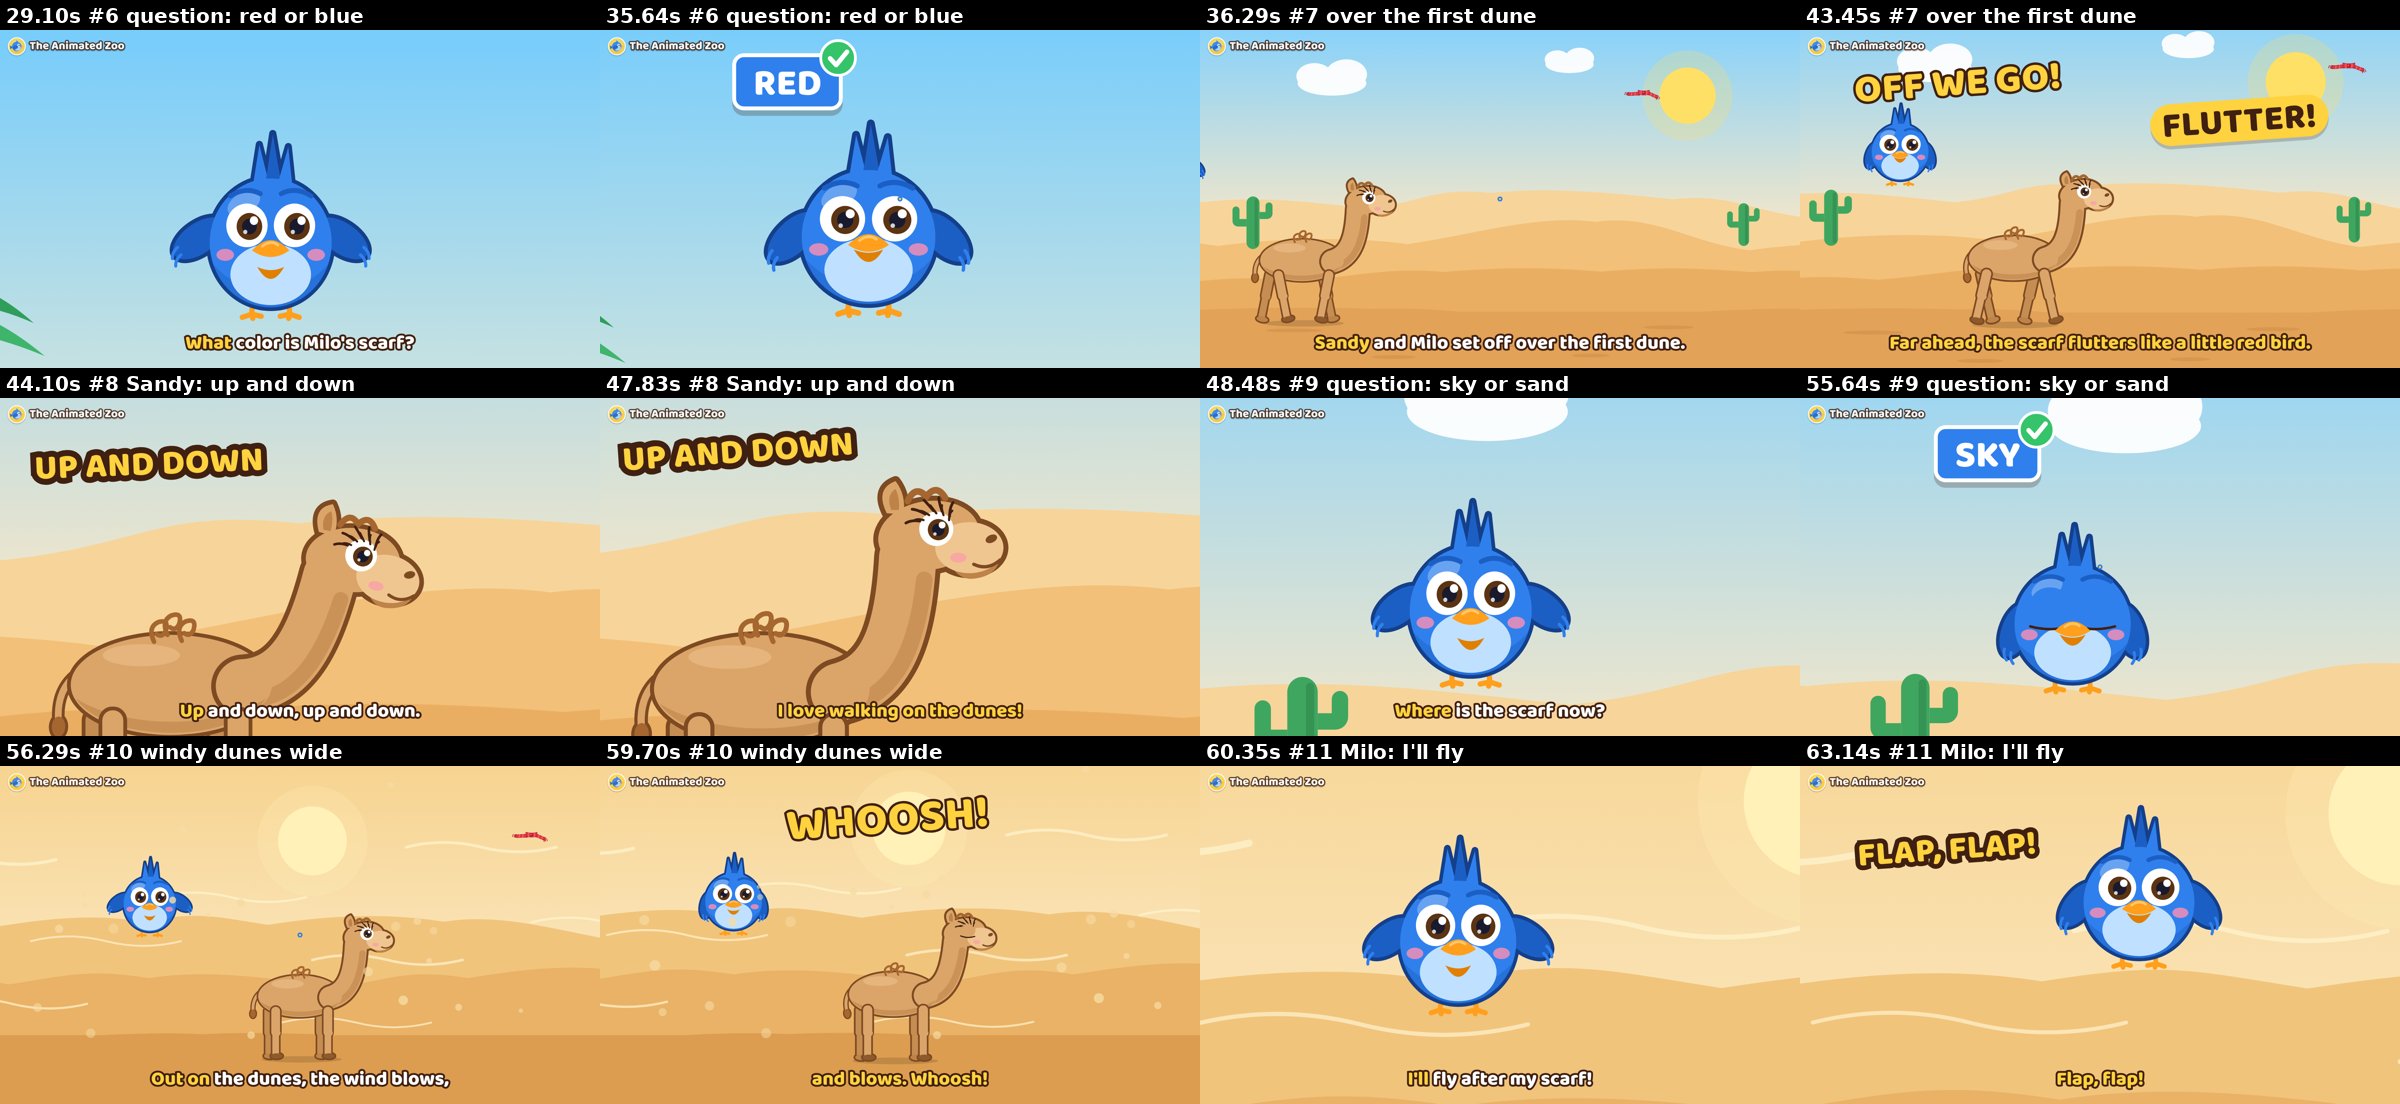 29.10s #6 question: red or blue
The Animated Zoo
What color is Milo's scarf?
35.64s #6 question: red or blue
The Animated Zoo
RED
36.29s #7 over the first dune
The Animated Zoo
Sandy and Milo set off over the first dune.
43.45s #7 over the first dune
The Animated Zoo
OFF WE GO!
FLUTTER!
Far ahead, the scarf flutters like a little red bird.
44.10s #8 Sandy: up and down
The Animated Zoo
UP AND DOWN
Up and down, up and down.
47.83s #8 Sandy: up and down
The Animated Zoo
UP AND DOWN
I love walking on the dunes!
48.48s #9 question: sky or sand
The Animated Zoo
Where is the scarf now?
55.64s #9 question: sky or sand
The Animated Zoo
SKY
56.29s #10 windy dunes wide
The Animated Zoo
Out on the dunes, the wind blows,
59.70s #10 windy dunes wide
The Animated Zoo
WHOOSH!
and blows. Whoosh!
60.35s #11 Milo: I'll fly
The Animated Zoo
I'll fly after my scarf!
63.14s #11 Milo: I'll fly
The Animated Zoo
FLAP, FLAP!
Flap, flap!